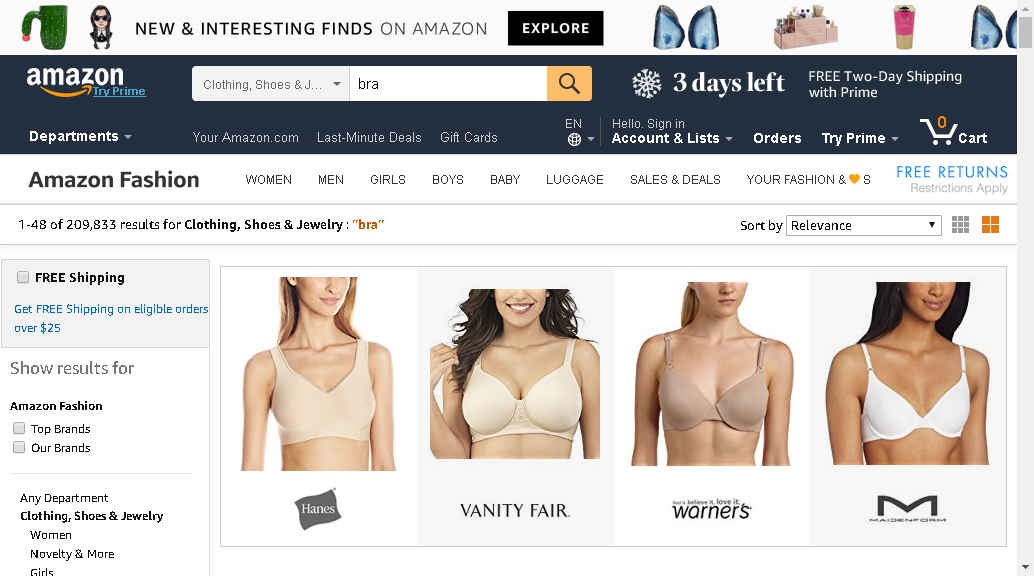 NEW & INTERESTING FINDS ON AMAZON EXPLORE
amazon
Try Prime
Clothing, Shoes & J...
bra
3 days left
FREE Two-Day Shipping
with Prime
Departments
Your Amazon.com Last-Minute Deals Gift Cards
EN
Hello. Sign in
Account & Lists
Orders
Try Prime
0
Cart
Amazon Fashion
WOMEN MEN GIRLS BOYS BABY LUGGAGE SALES & DEALS YOUR FASHION & S
FREE RETURNS
Restrictions Apply
1-48 of 209,833 results for Clothing, Shoes & Jewelry : "bra"
Sort by Relevance
FREE Shipping
Get FREE Shipping on eligible orders
over $25
Show results for
Amazon Fashion
Top Brands
Our Brands
Any Department
Clothing, Shoes & Jewelry
Women
Novelty & More
Girls
Hanes
VANITY FAIR.
feel it. believe it. love it.
warner's
MAIDENFORM